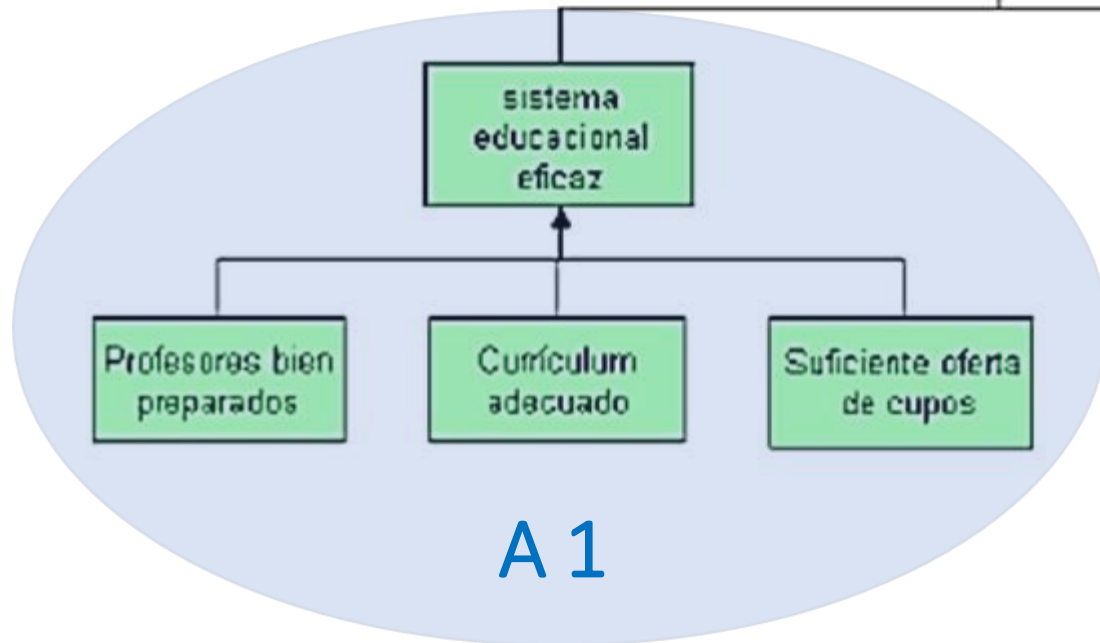 sistema
educacional
eficaz
Profesores bien
preparados
Currículum
adecuado
Suficiente oferta
de cupos
A 1